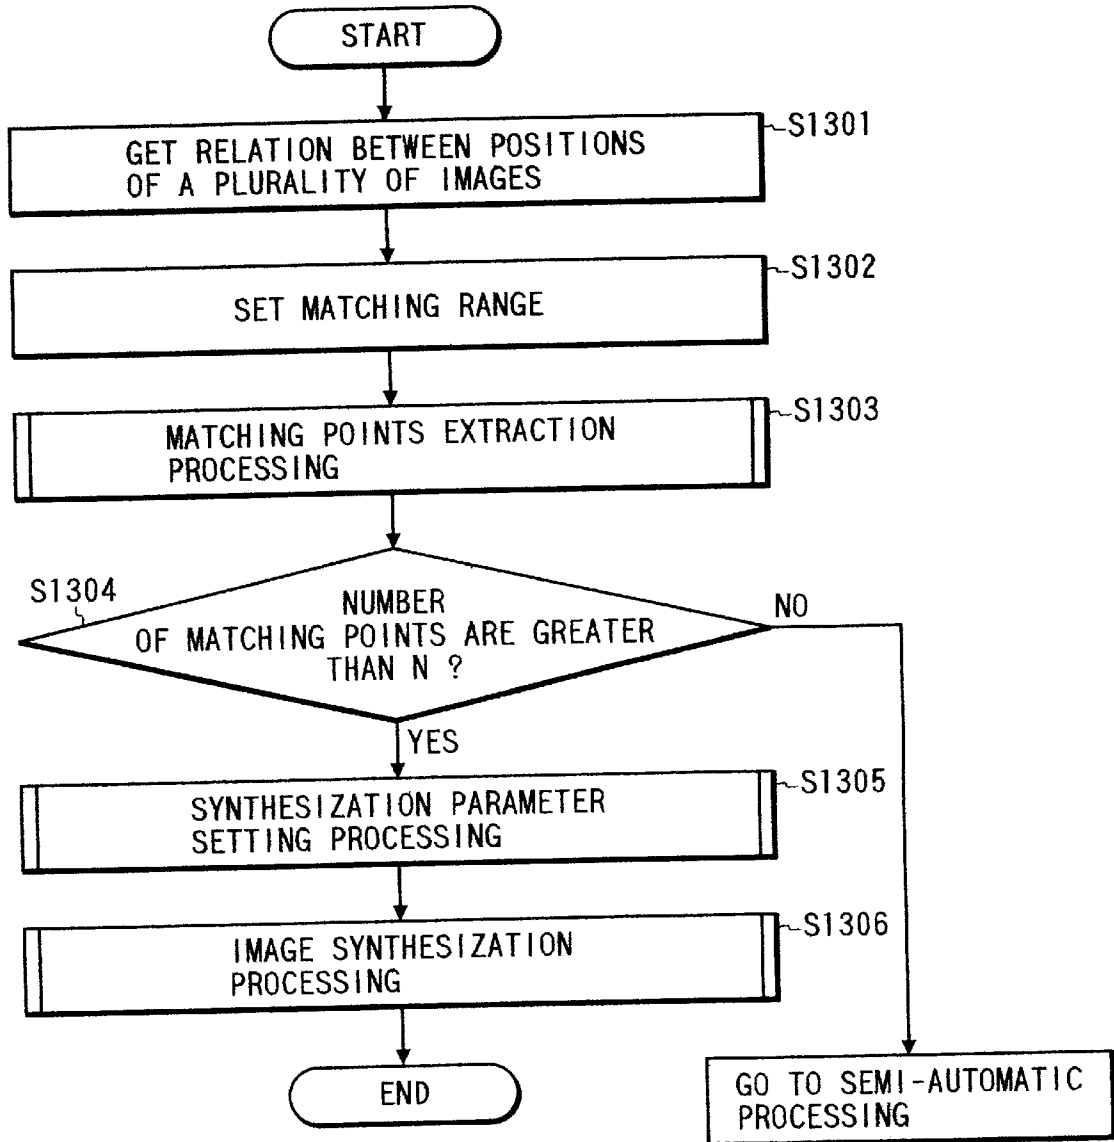 START
S1301
GET RELATION BETWEEN POSITIONS
OF A PLURALITY OF IMAGES
S1302
SET MATCHING RANGE
S1303
MATCHING POINTS EXTRACTION
PROCESSING
S1304
NUMBER
OF MATCHING POINTS ARE GREATER
THAN N ?
NO
YES
S1305
SYNTHESIZATION PARAMETER
SETTING PROCESSING
S1306
IMAGE SYNTHESIZATION
PROCESSING
END
GO TO SEMI-AUTOMATIC
PROCESSING